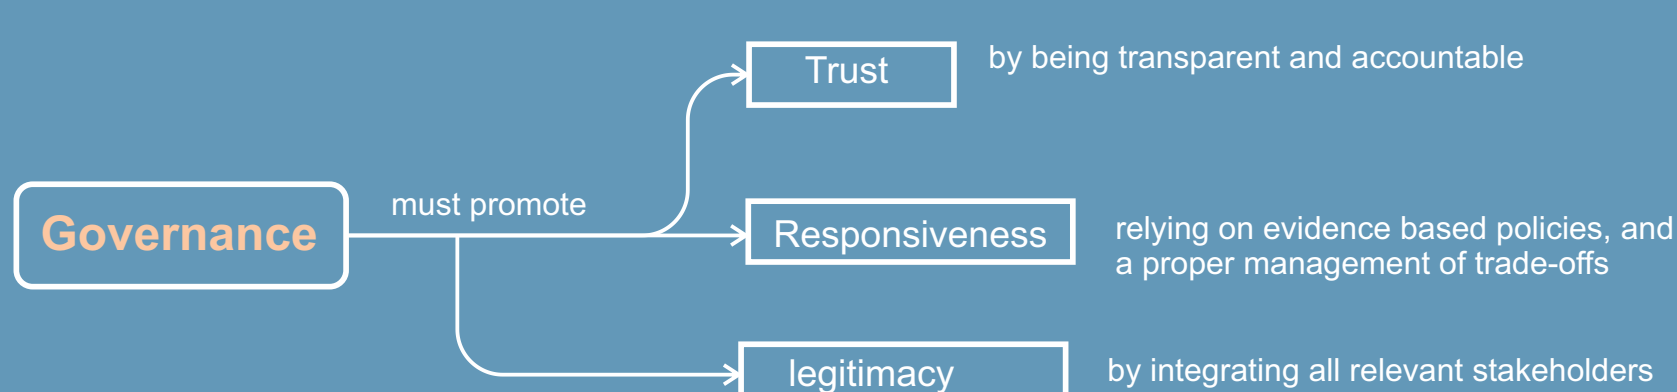 Trust
by being transparent and accountable
Governance
must promote
Responsiveness
relying on evidence based policies, and
a proper management of trade-offs
legitimacy
by integrating all relevant stakeholders